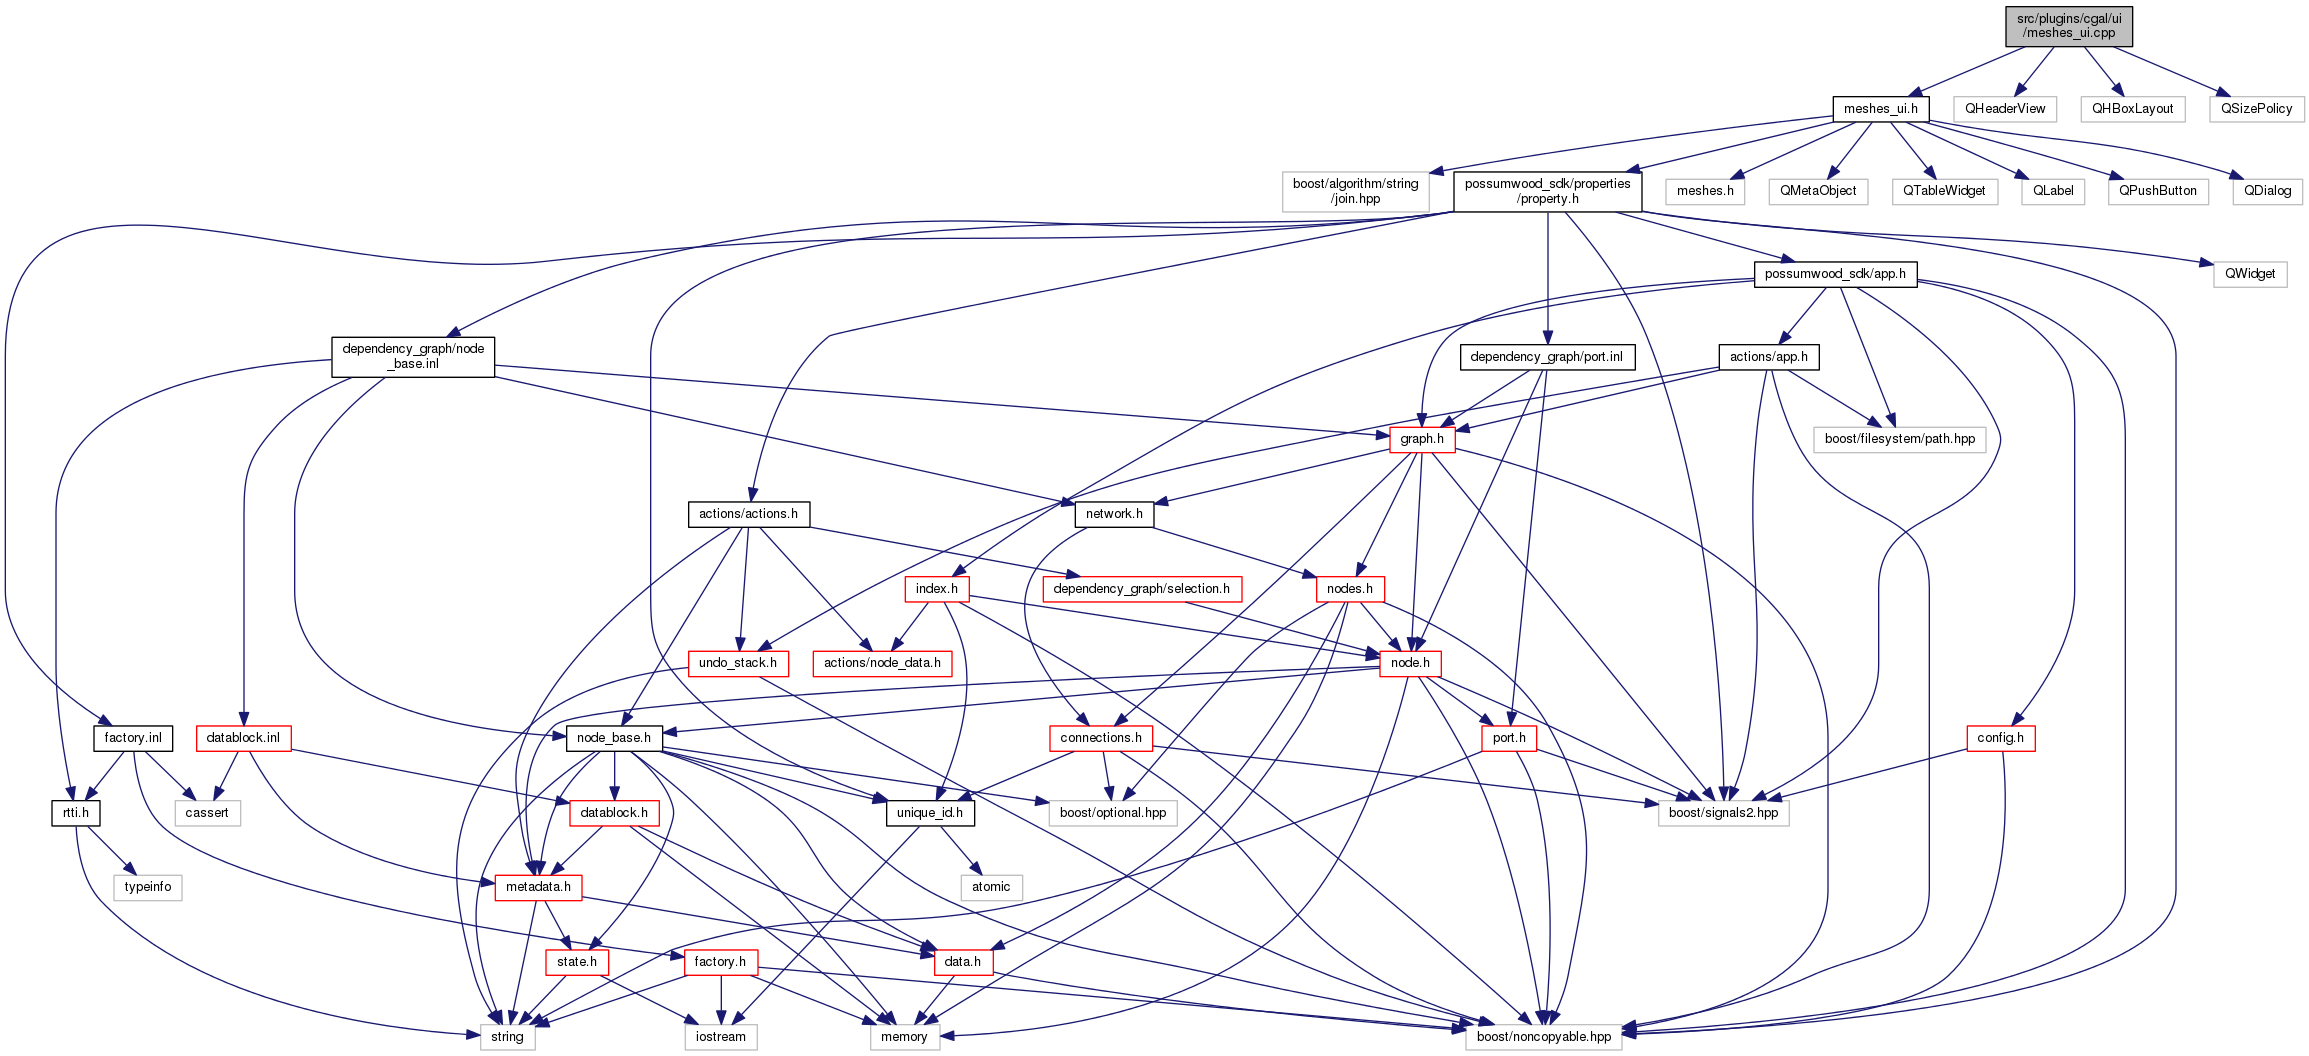 src/plugins/cgal/ui
/meshes_ui.cpp
meshes_ui.h
QHeaderView
QHBoxLayout
QSizePolicy
boost/algorithm/string
/join.hpp
possumwood_sdk/properties
/property.h
meshes.h
QMetaObject
QTableWidget
QLabel
QPushButton
QDialog
possumwood_sdk/app.h
QWidget
dependency_graph/node
_base.inl
dependency_graph/port.inl
actions/app.h
graph.h
boost/filesystem/path.hpp
actions/actions.h
network.h
index.h
dependency_graph/selection.h
nodes.h
undo_stack.h
actions/node_data.h
node.h
factory.inl
datablock.inl
node_base.h
connections.h
port.h
config.h
rtti.h
cassert
datablock.h
unique_id.h
boost/optional.hpp
boost/signals2.hpp
typeinfo
metadata.h
atomic
state.h
factory.h
data.h
string
iostream
memory
boost/noncopyable.hpp